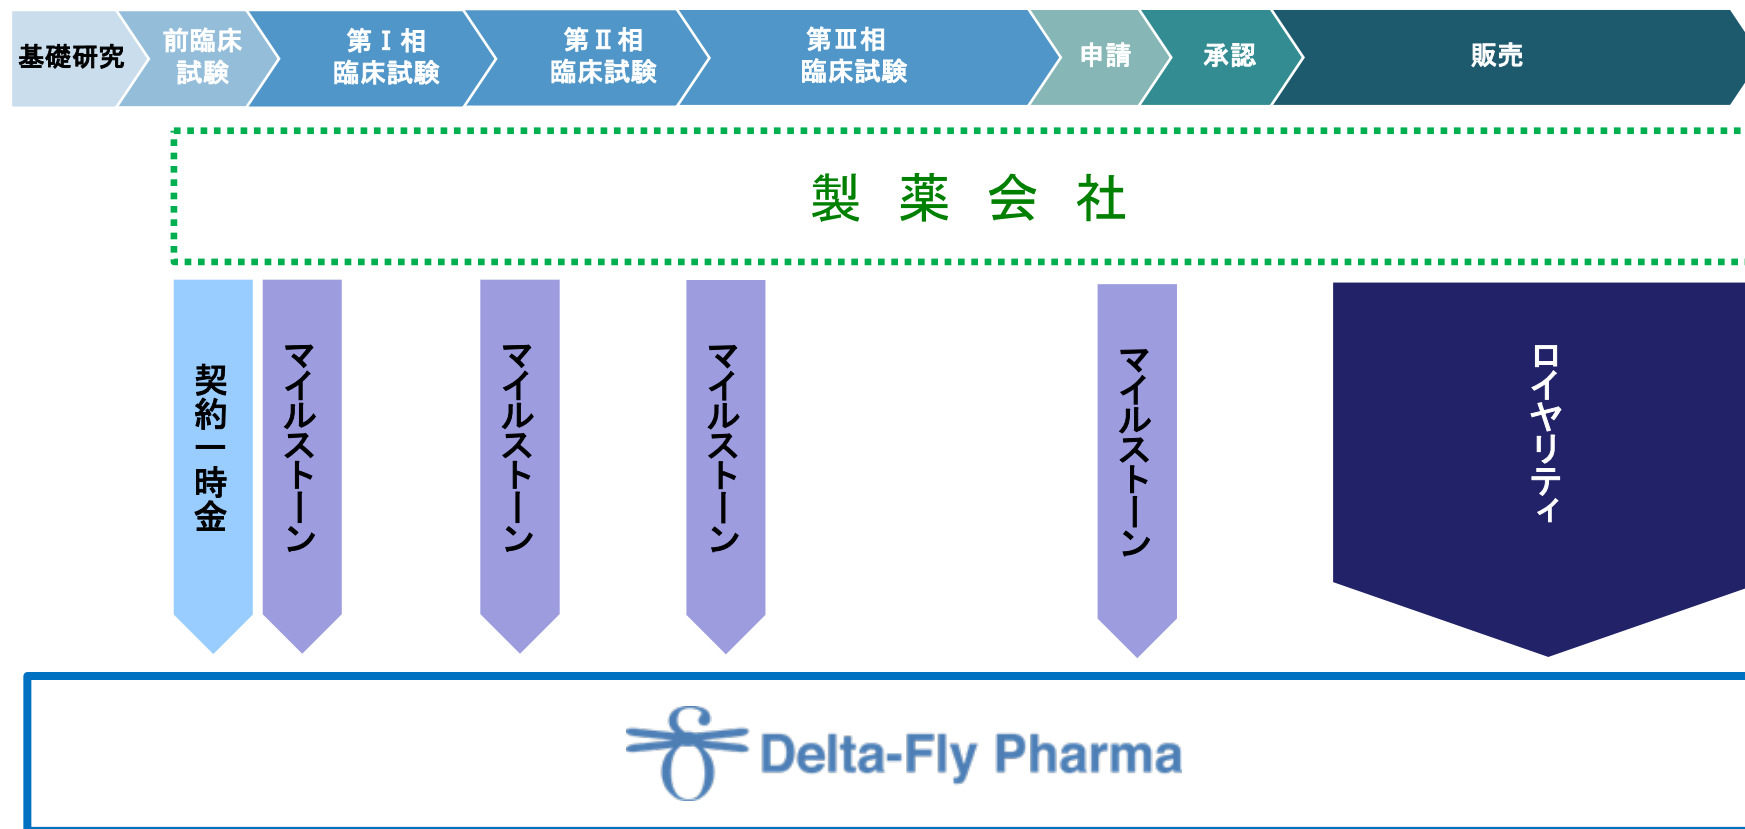 基礎研究
前臨床
試験
第Ⅰ相
臨床試験
第Ⅱ相
臨床試験
第Ⅲ相
臨床試験
申請
承認
販売
製薬会社
契約一時金
マイルストーン
マイルストーン
マイルストーン
マイルストーン
ロイヤリティ
Delta-Fly Pharma